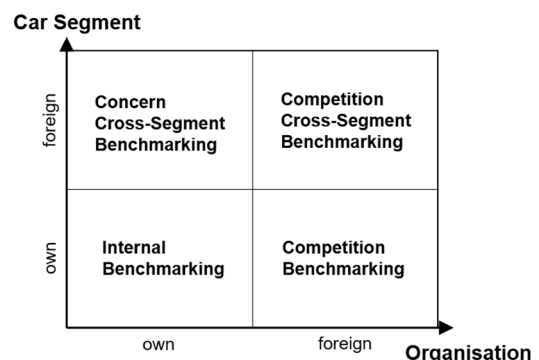 Car Segment
foreign
Concern
Cross-Segment
Benchmarking
Competition
Cross-Segment
Benchmarking
own
Internal
Benchmarking
Competition
Benchmarking
own
foreign
Organisation